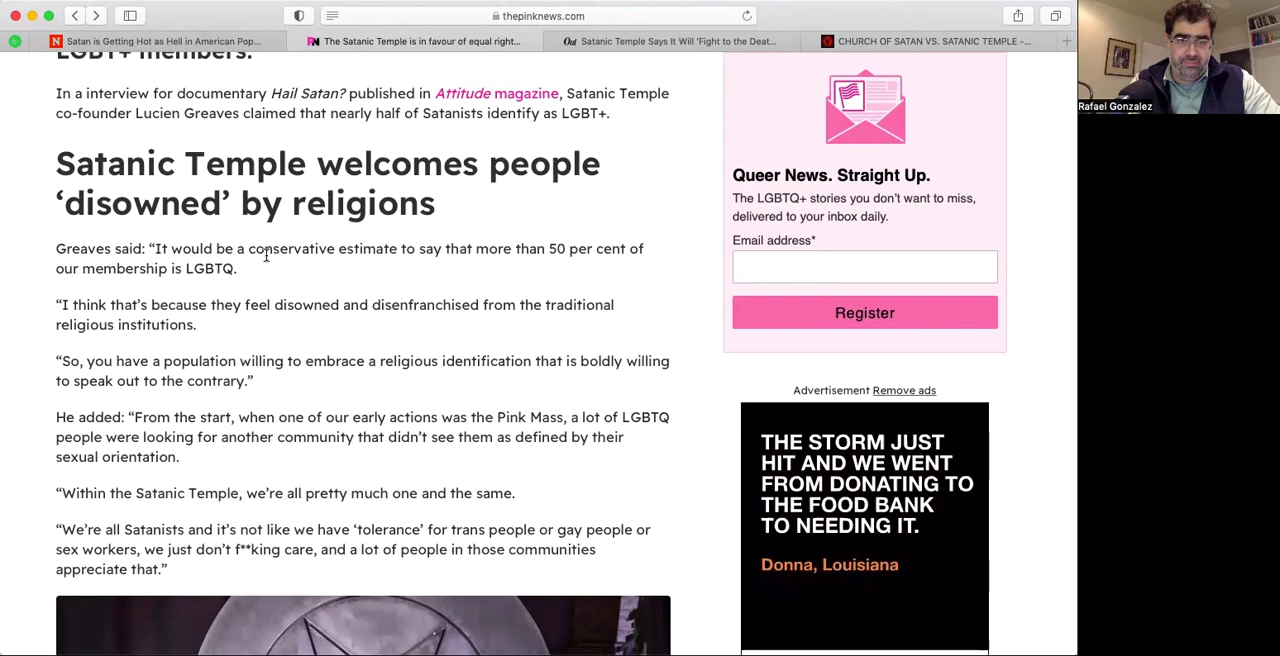 thepinknews.com
Satan is Getting Hot as Hell in American Pop...
The Satanic Temple is in favour of equal right...
Out Satanic Temple Says It Will 'Fight to the Deat...
CHURCH OF SATAN VS. SATANIC TEMPLE -...
Rafael Gonzalez
LGBT+ members.
In a interview for documentary Hail Satan? published in Attitude magazine, Satanic Temple
co-founder Lucien Greaves claimed that nearly half of Satanists identify as LGBT+.
Satanic Temple welcomes people
‘disowned’ by religions
Greaves said: “It would be a conservative estimate to say that more than 50 per cent of
our membership is LGBTQ.
“I think that’s because they feel disowned and disenfranchised from the traditional
religious institutions.
“So, you have a population willing to embrace a religious identification that is boldly willing
to speak out to the contrary.”
He added: “From the start, when one of our early actions was the Pink Mass, a lot of LGBTQ
people were looking for another community that didn’t see them as defined by their
sexual orientation.
“Within the Satanic Temple, we’re all pretty much one and the same.
“We’re all Satanists and it’s not like we have ‘tolerance’ for trans people or gay people or
sex workers, we just don’t f**king care, and a lot of people in those communities
appreciate that.”
Queer News. Straight Up.
The LGBTQ+ stories you don’t want to miss,
delivered to your inbox daily.
Email address*
Register
Advertisement Remove ads
THE STORM JUST
HIT AND WE WENT
FROM DONATING TO
THE FOOD BANK
TO NEEDING IT.
Donna, Louisiana